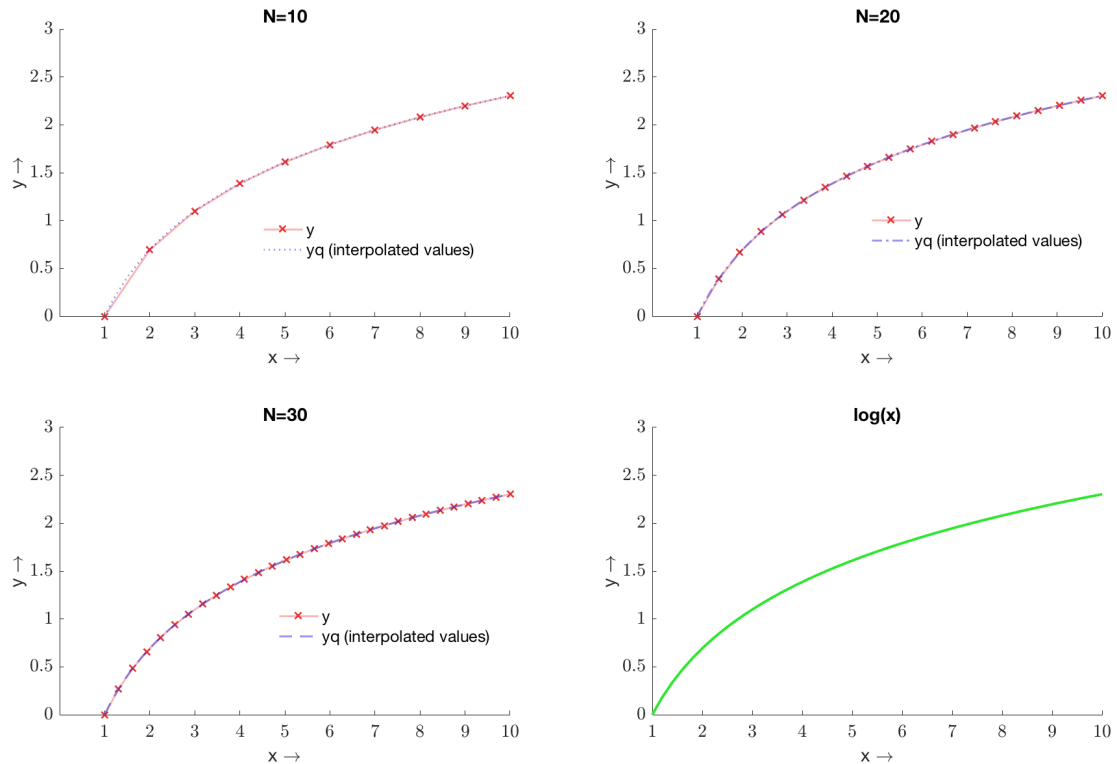 N=10
3
2.5
2
1.5
1
0.5
0
y →
y
yq (interpolated values)
1 2 3 4 5 6 7 8 9 10
x →
N=20
3
2.5
2
1.5
1
0.5
0
y →
y
yq (interpolated values)
1 2 3 4 5 6 7 8 9 10
x →
N=30
3
2.5
2
1.5
1
0.5
0
y →
y
yq (interpolated values)
1 2 3 4 5 6 7 8 9 10
x →
log(x)
3
2.5
2
1.5
1
0.5
0
y →
1 2 3 4 5 6 7 8 9 10
x →